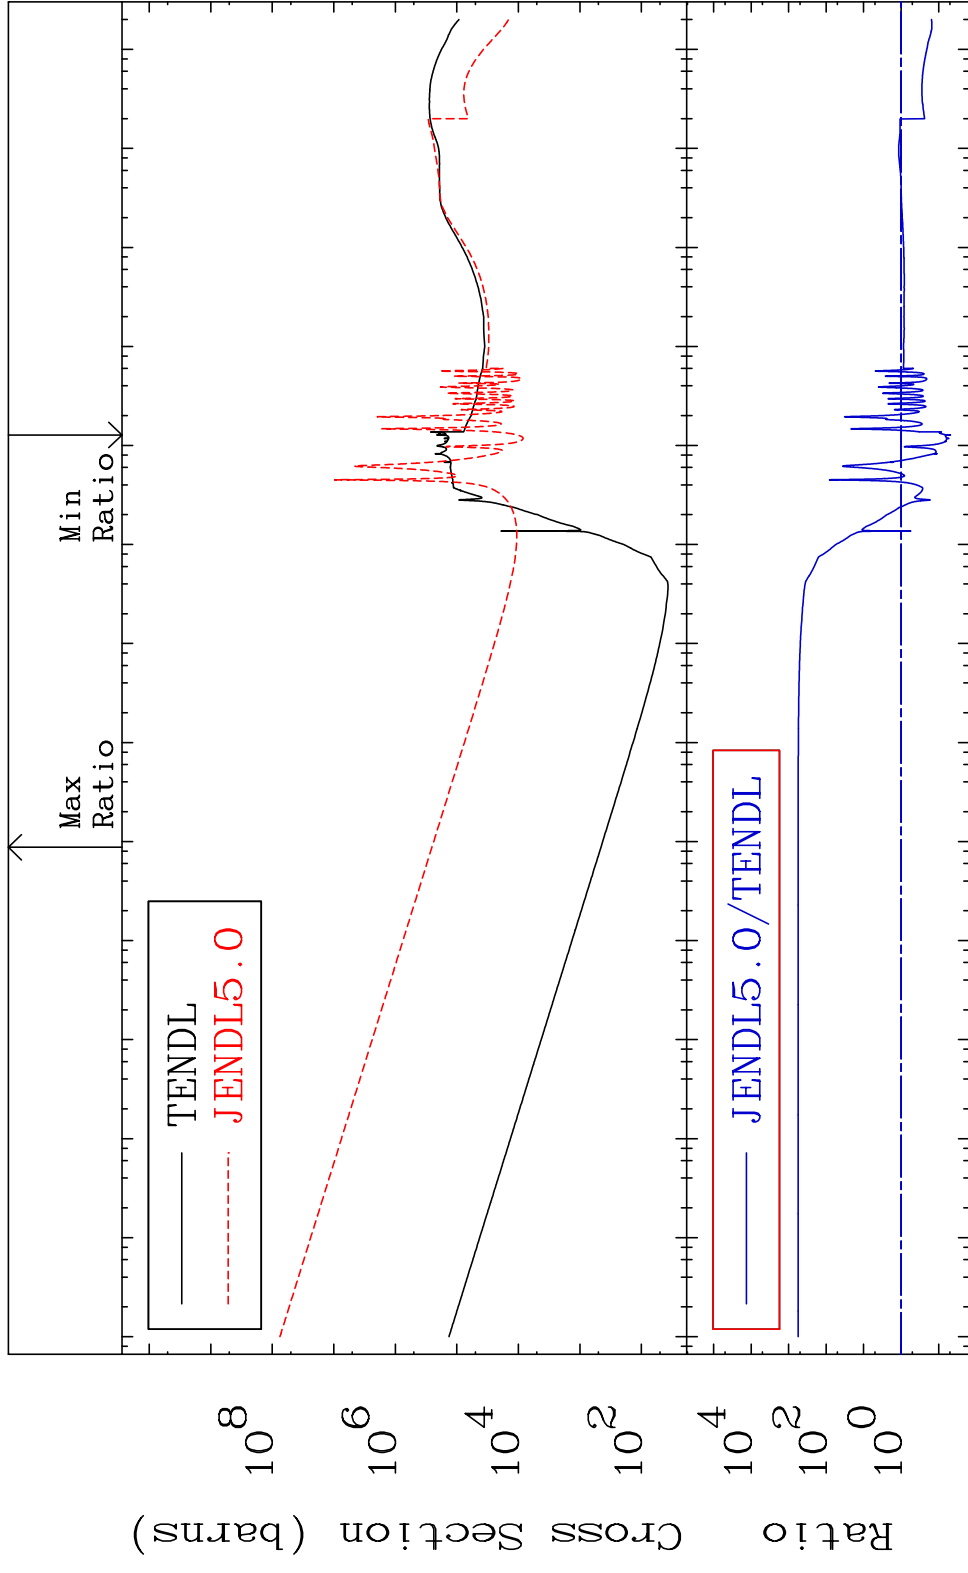 Max
Ratio
Min
Ratio
TENDL
JENDL5.0
10 8
10 6
10 4
10 2
Cross Section (barns)
JENDL5.0/TENDL
10 4
10 2
10 0
Ratio